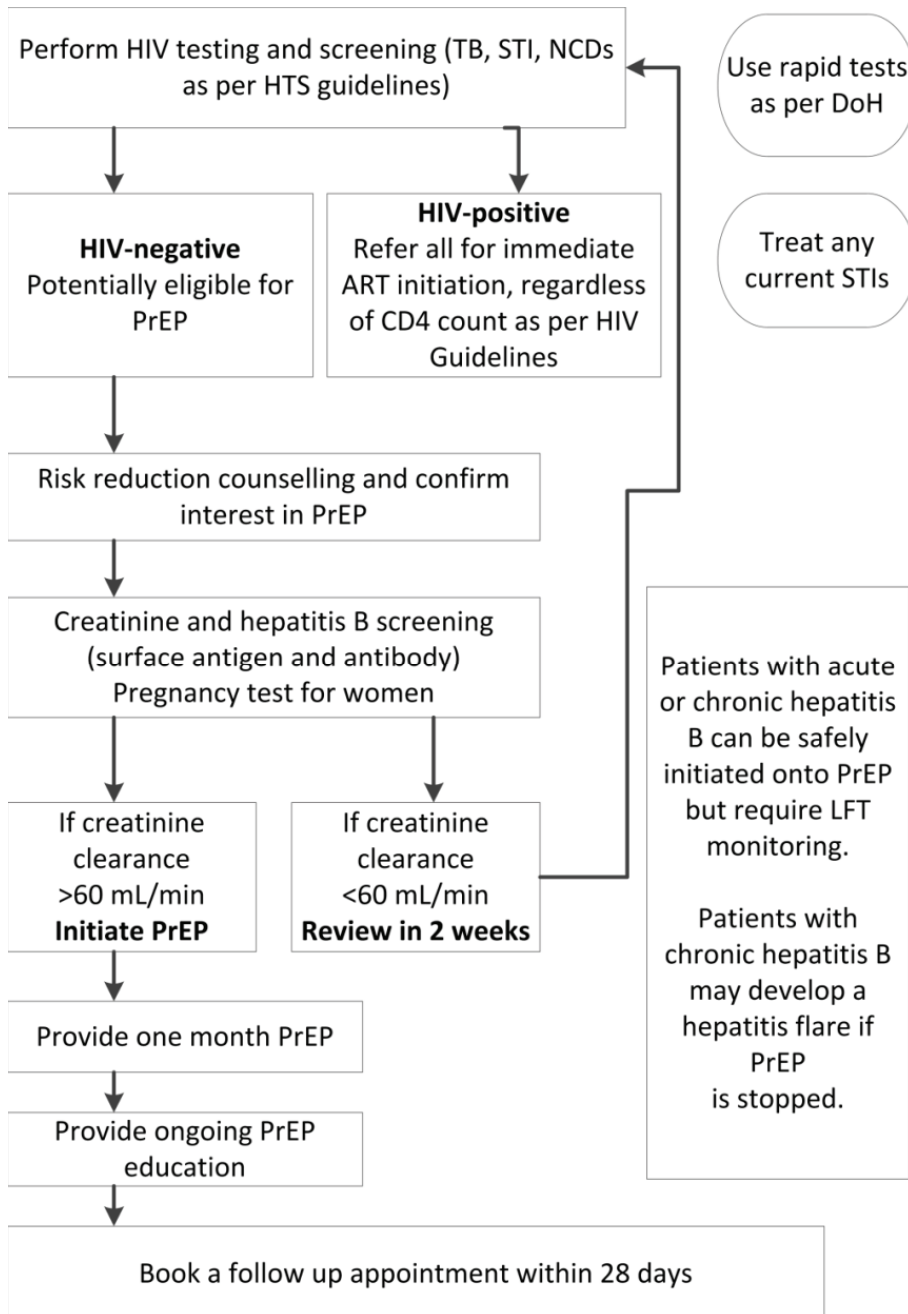 Perform HIV testing and screening (TB, STI, NCDs
as per HTS guidelines)
Use rapid tests
as per DoH
HIV-negative
Potentially eligible for
PrEP
HIV-positive
Refer all for immediate
ART initiation, regardless
of CD4 count as per HIV
Guidelines
Treat any
current STIs
Risk reduction counselling and confirm
interest in PrEP
Creatinine and hepatitis B screening
(surface antigen and antibody)
Pregnancy test for women
Patients with acute
or chronic hepatitis
B can be safely
initiated onto PrEP
but require LFT
monitoring.
Patients with
chronic hepatitis B
may develop a
hepatitis flare if
PrEP
is stopped.
If creatinine
clearance
>60 mL/min
Initiate PrEP
If creatinine
clearance
<60 mL/min
Review in 2 weeks
Provide one month PrEP
Provide ongoing PrEP
education
Book a follow up appointment within 28 days